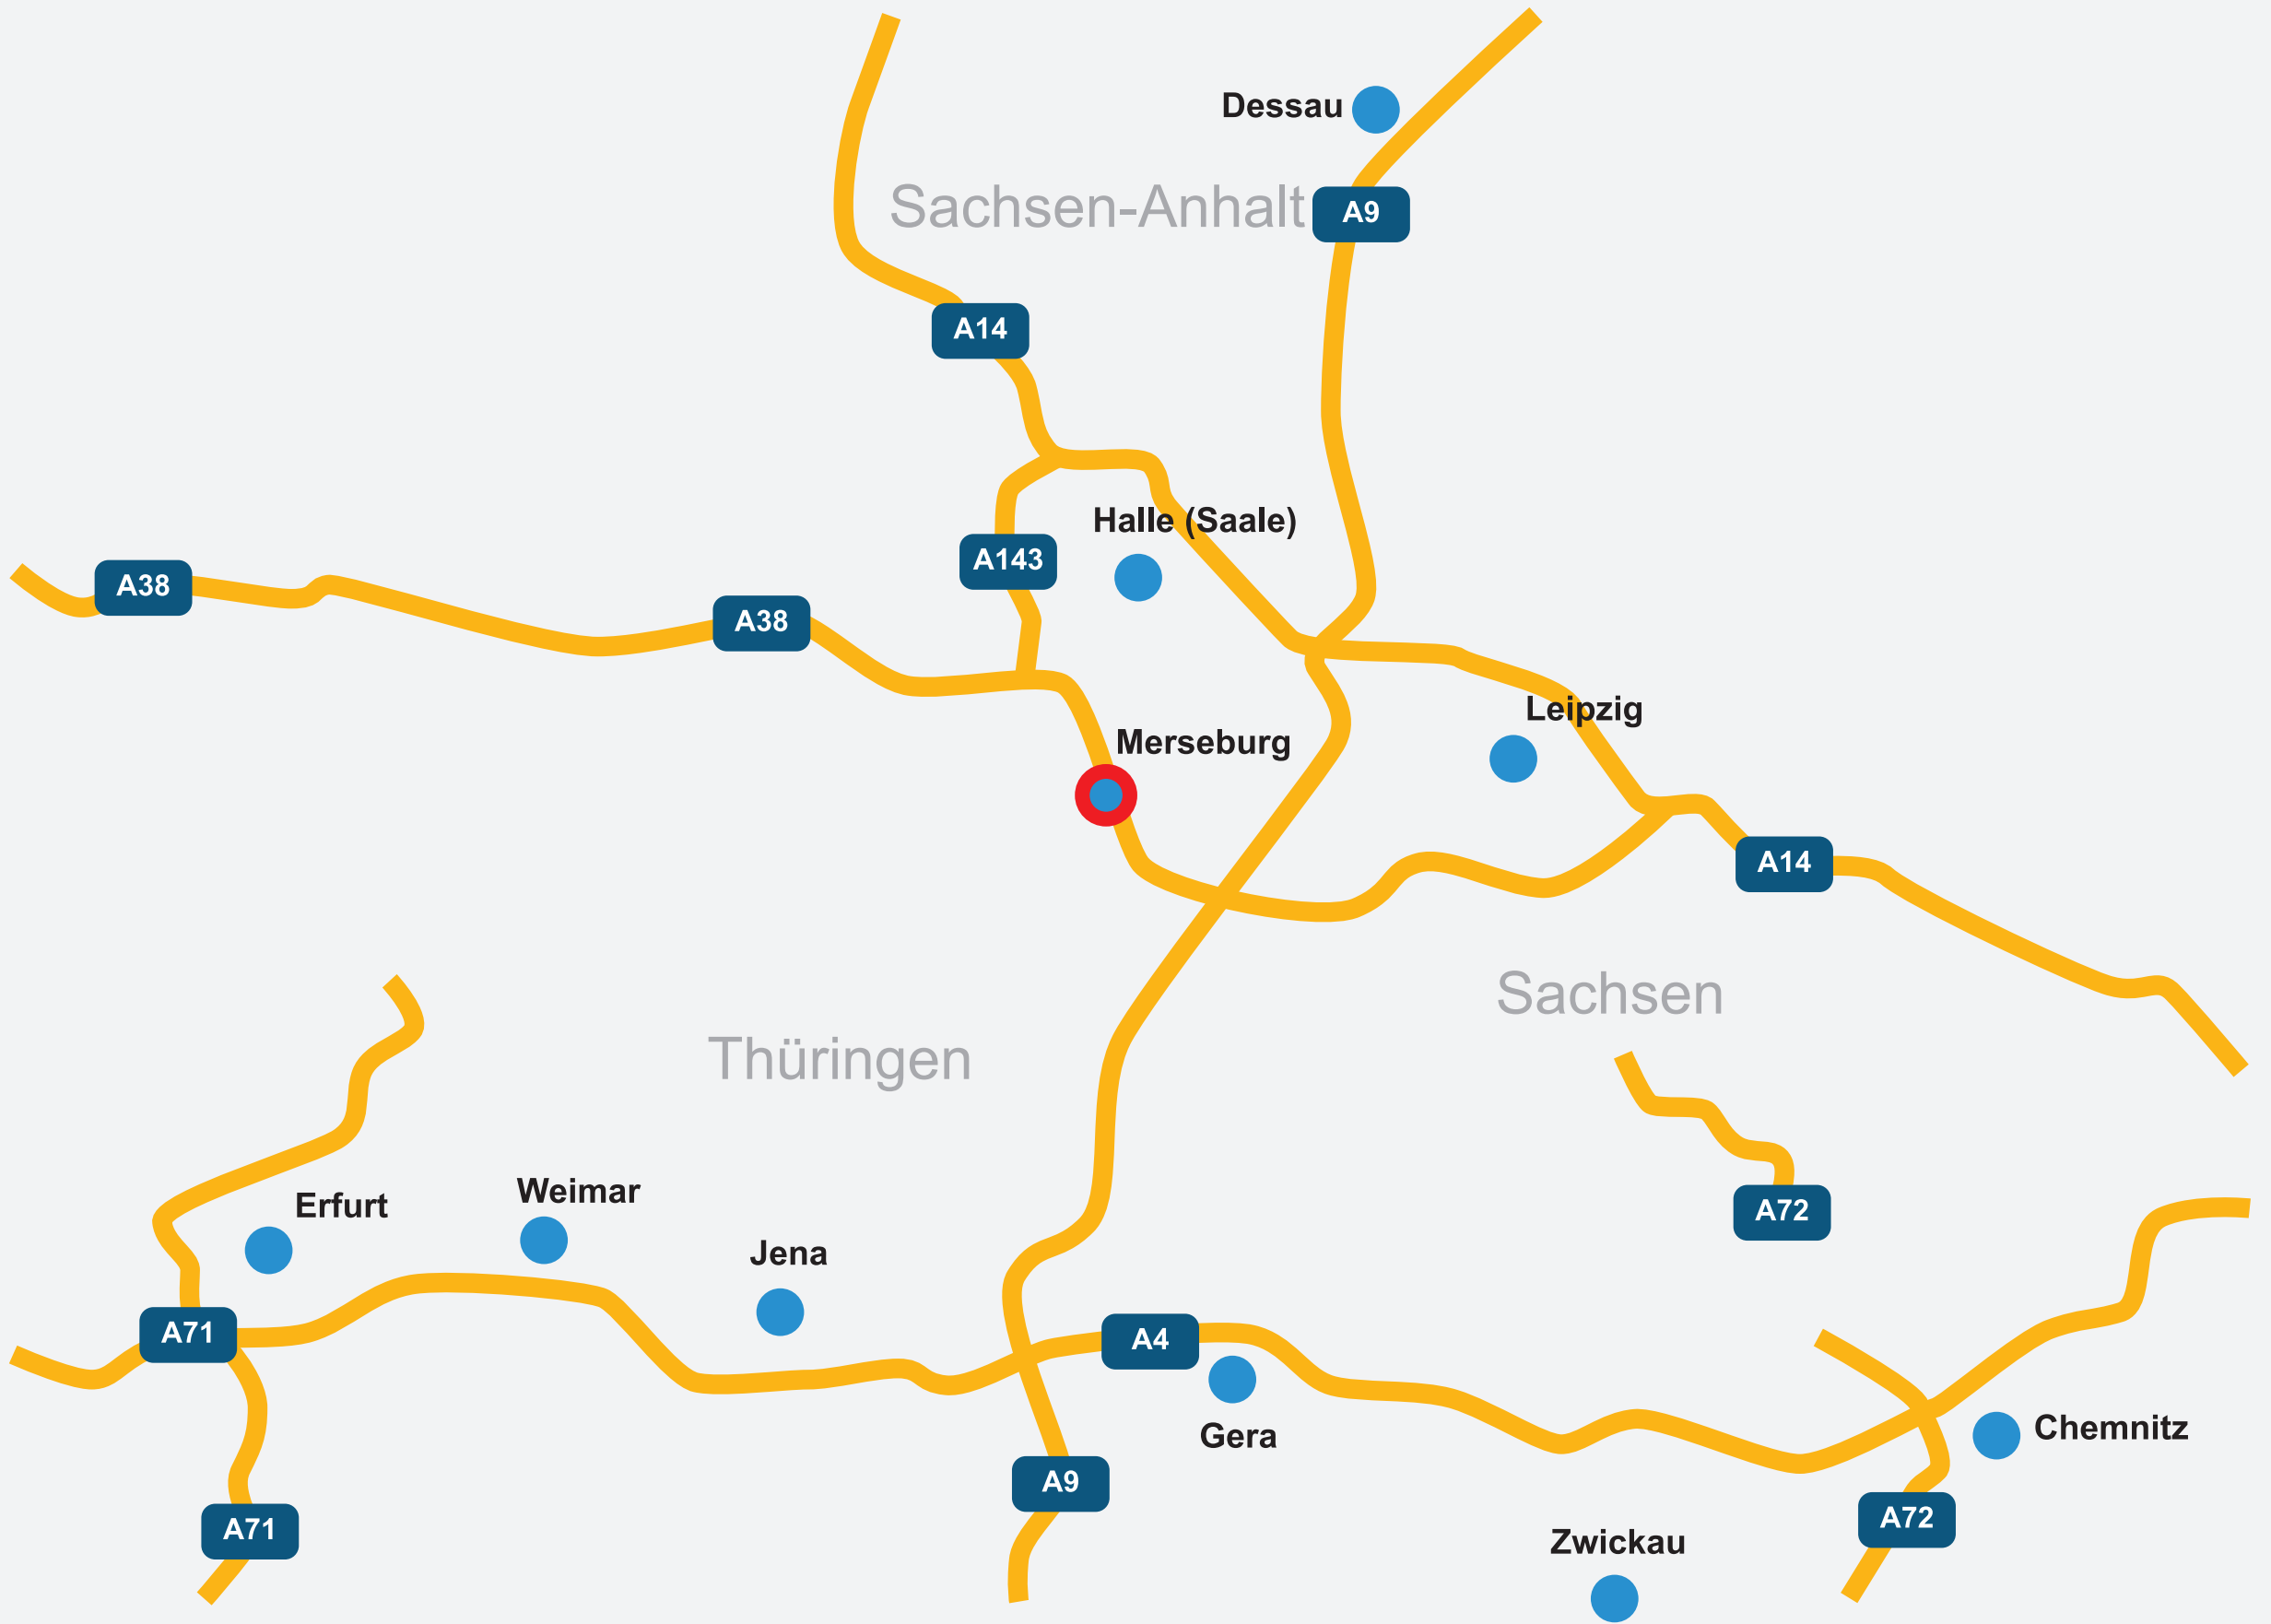 Dessau
Sachsen-Anhalt
A9
A14
Halle (Saale)
A143
A38
A38
Leipzig
Merseburg
A14
Sachsen
Thüringen
Weimar
Erfurt
A72
Jena
A71
A4
Gera
Chemnitz
A9
A72
A71
Zwickau